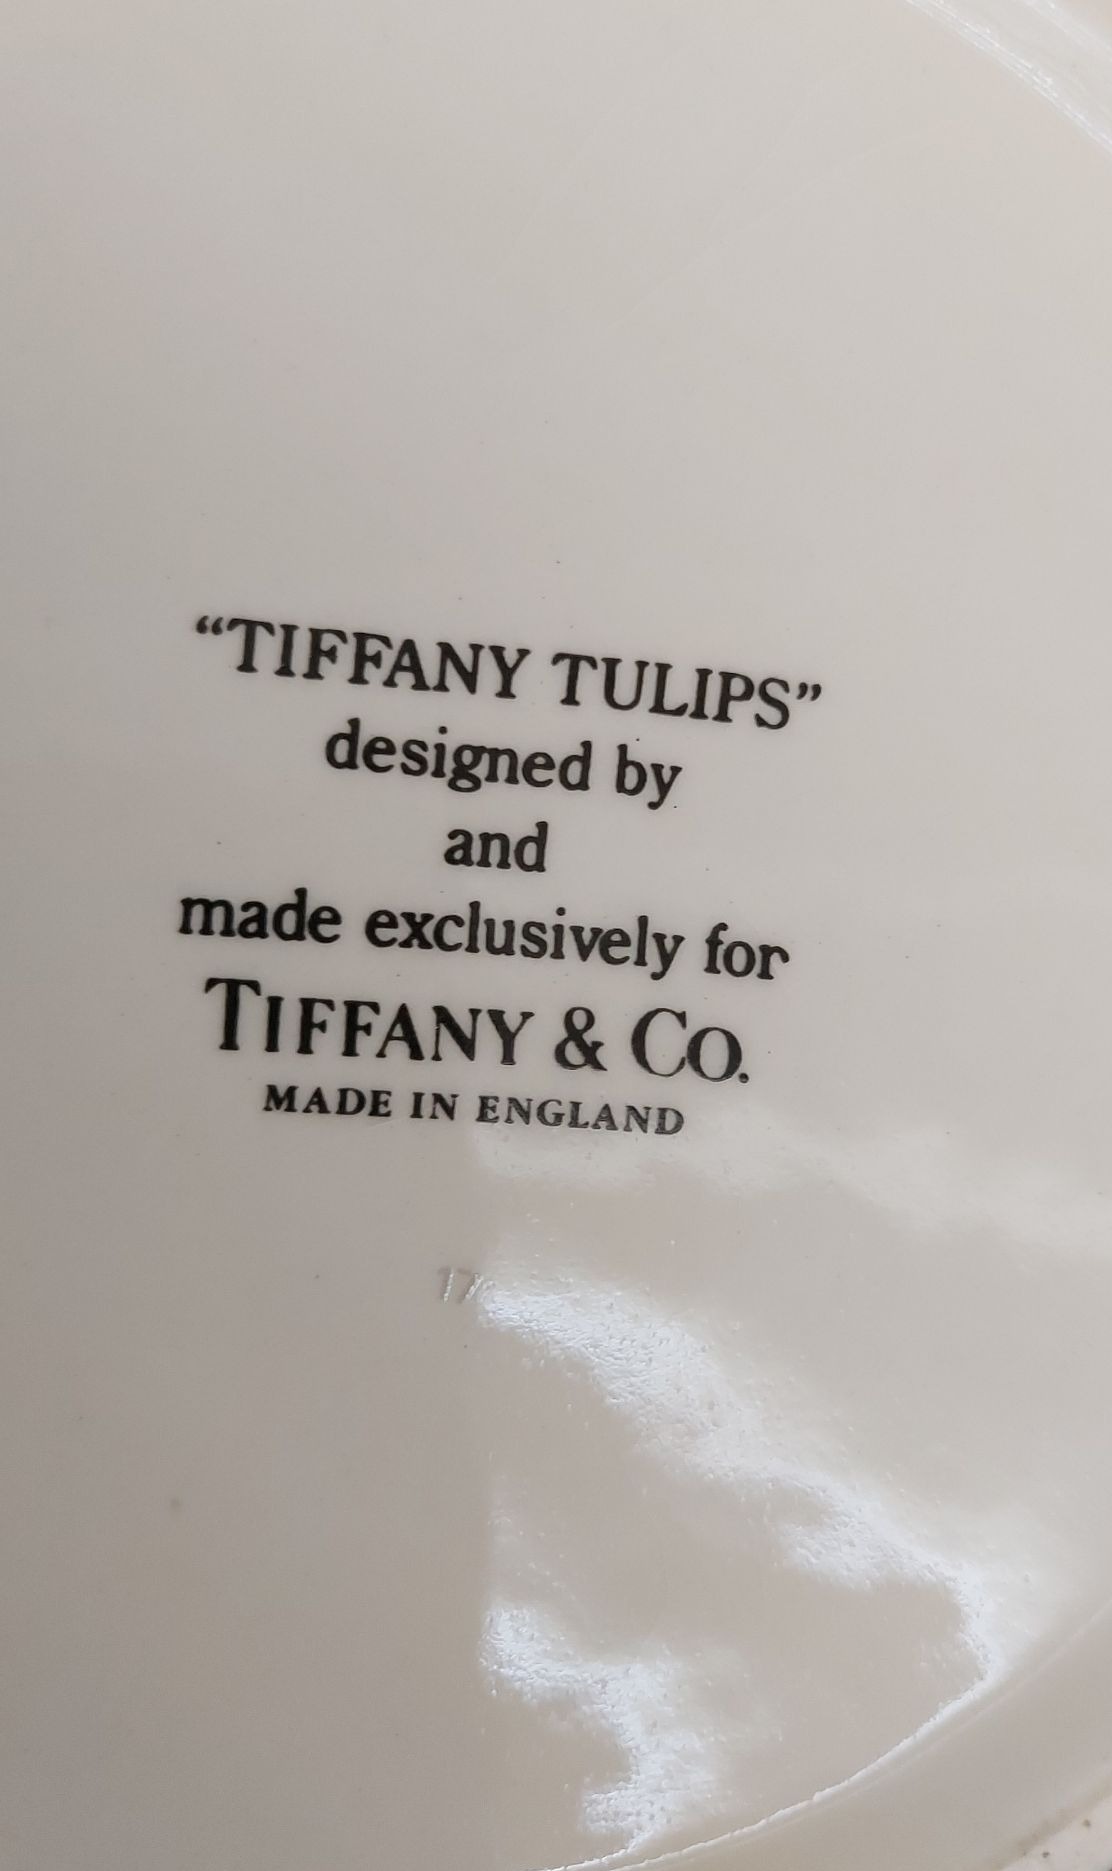 “TIFFANY TULIPS”
designed by
and
made exclusively for
TIFFANY & CO.
MADE IN ENGLAND